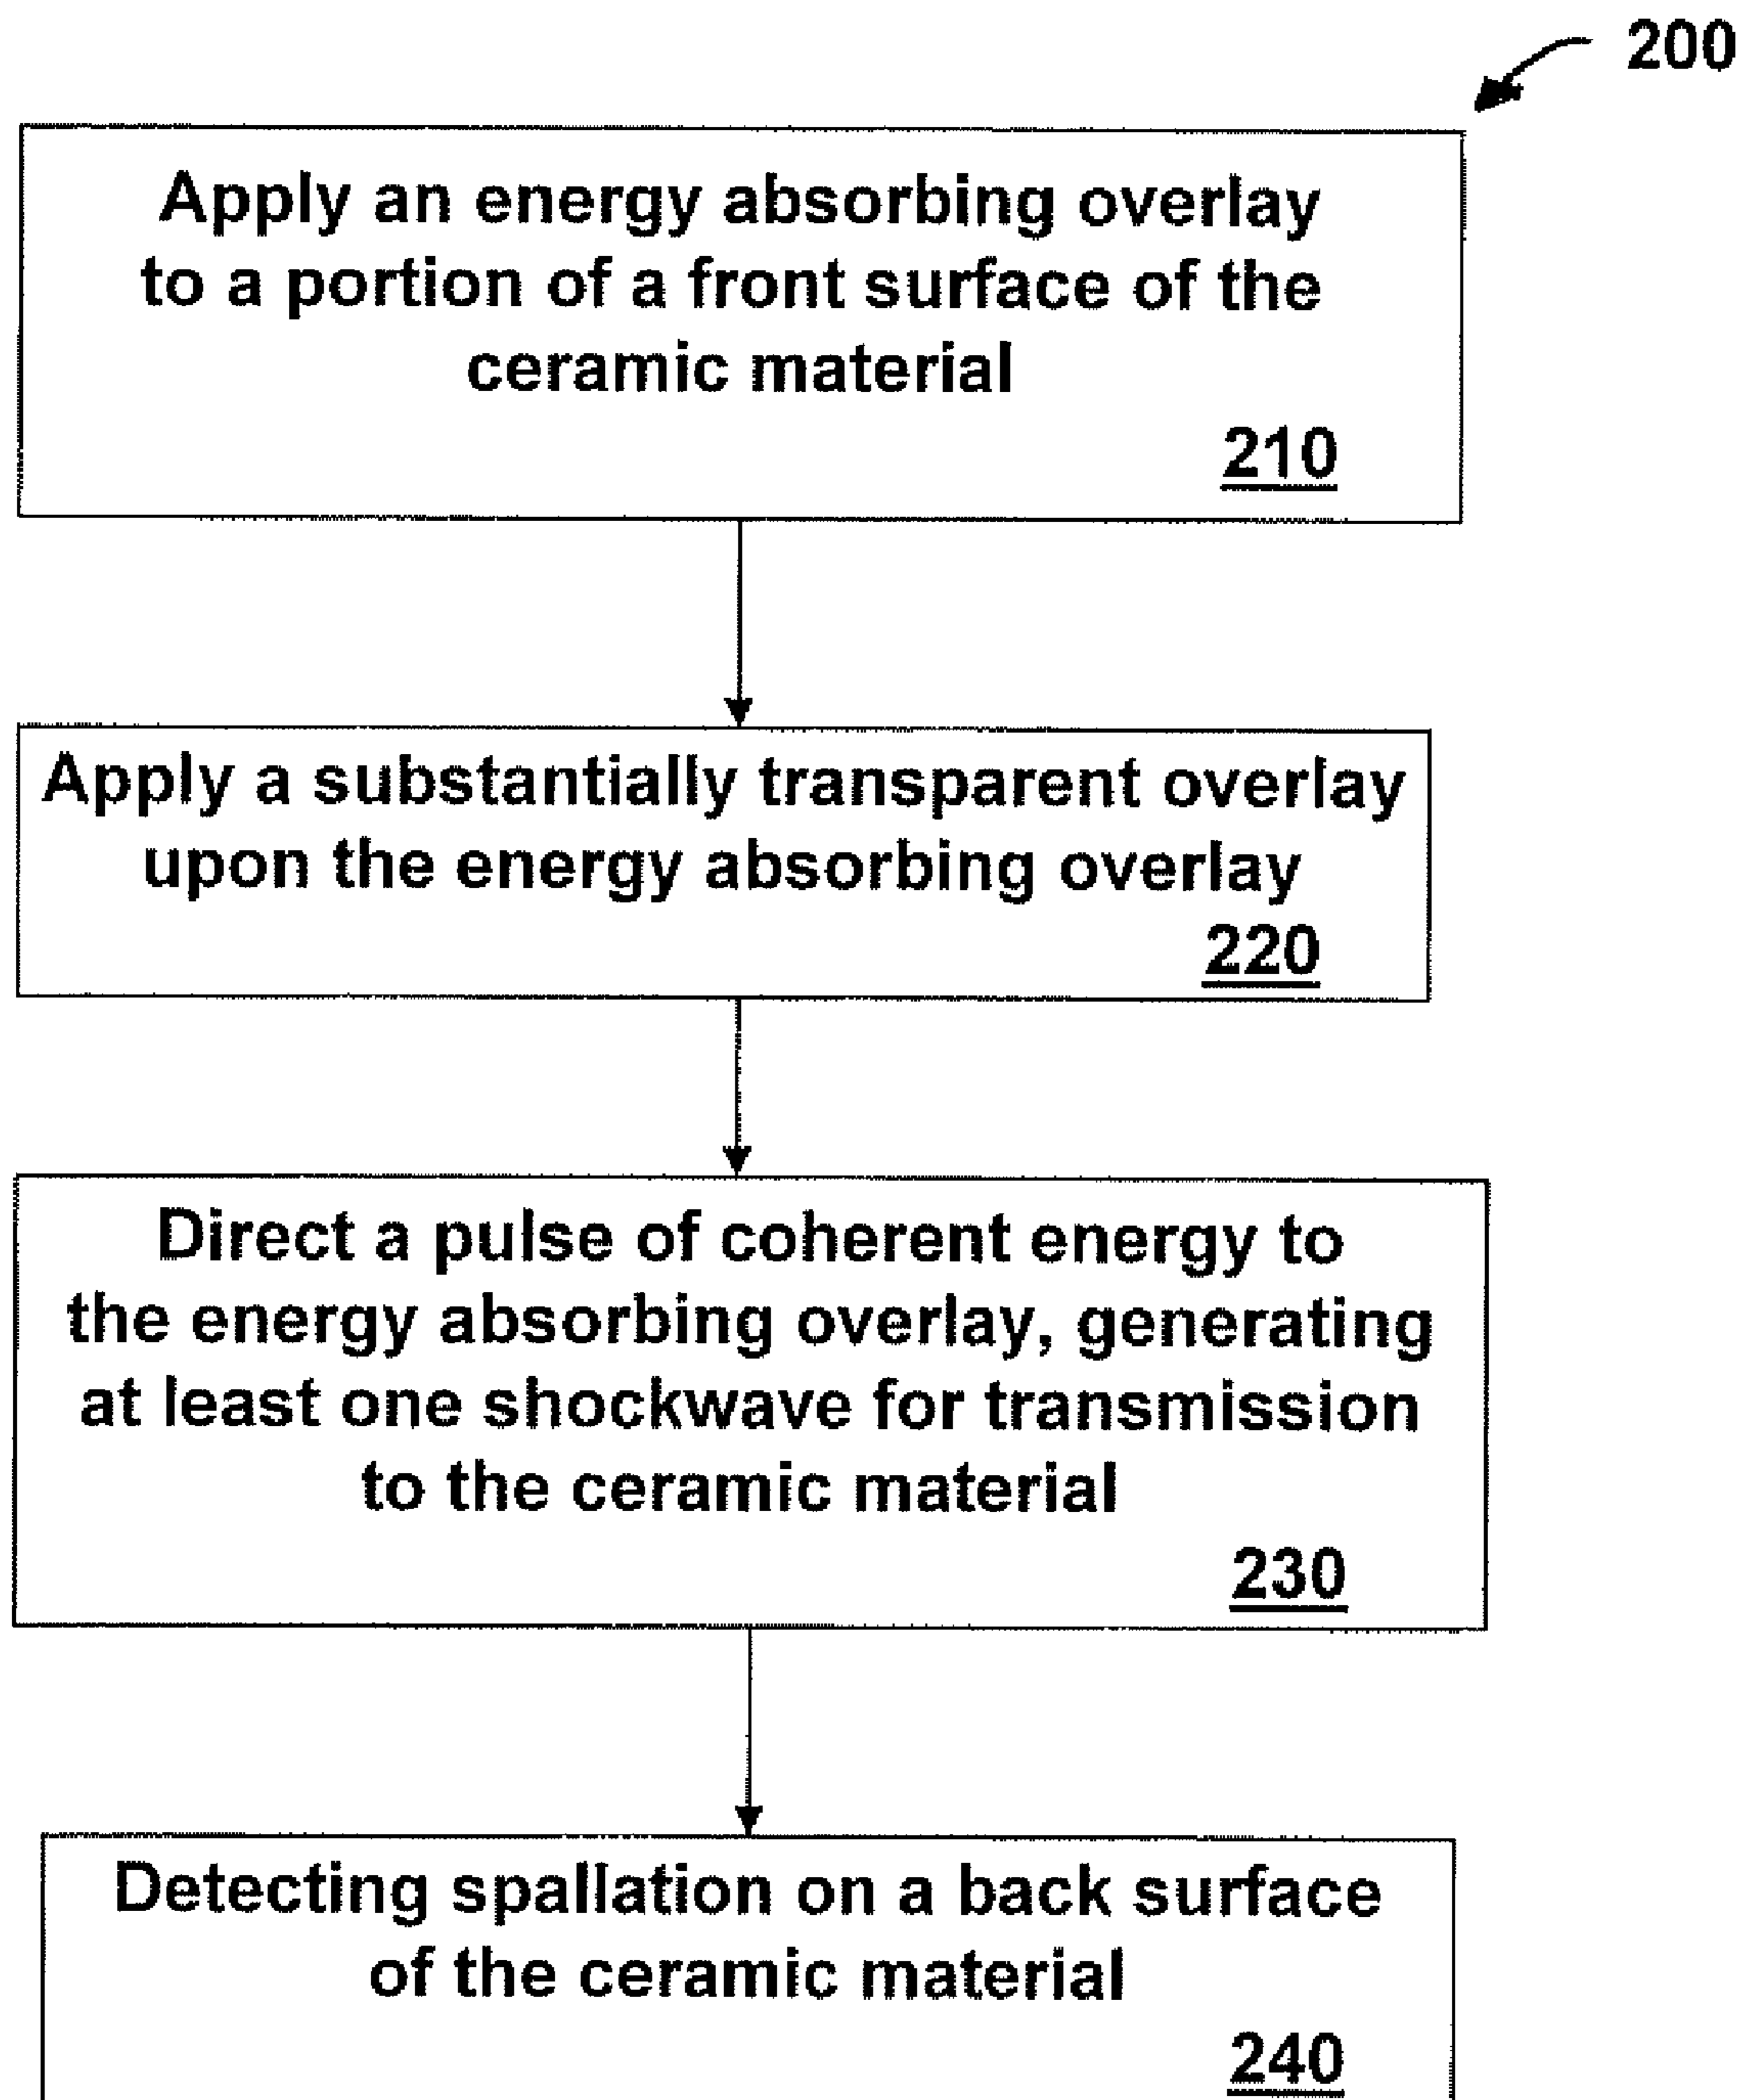 200
Apply an energy absorbing overlay
to a portion of a front surface of the
ceramic material
210
Apply a substantially transparent overlay
upon the energy absorbing overlay
220
Direct a pulse of coherent energy to
the energy absorbing overlay, generating
at least one shockwave for transmission
to the ceramic material
230
Detecting spallation on a back surface
of the ceramic material
240